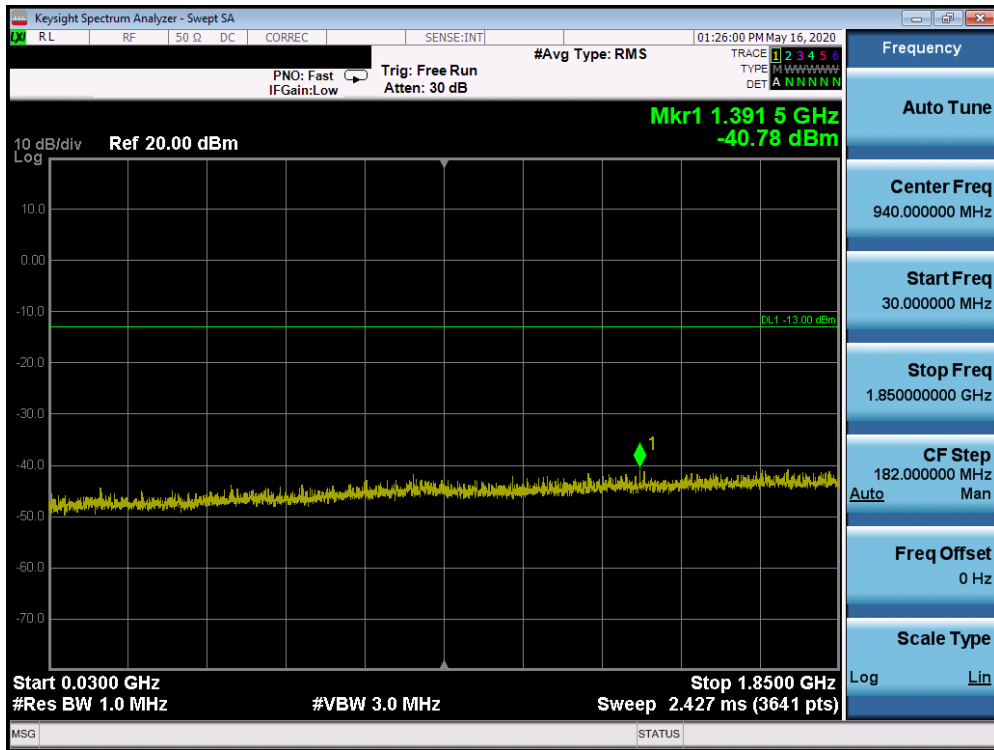 Keysight Spectrum Analyzer - Swept SA
LXI RL RF 50 Ω DC CORREC SENSE:INT 01:26:00 PM May 16, 2020
#Avg Type: RMS
TRACE 1 2 3 4 5 6
PNO: Fast Trig: Free Run
TYPE M W W W W W
IFGain:Low Atten: 30 dB
DET A N N N N N
Mkr1 1.391 5 GHz
-40.78 dBm
10 dB/div Ref 20.00 dBm
Log
10.0
0.00
-10.0
DL1 -13.00 dBm
-20.0
-30.0
1
-40.0
-50.0
-60.0
-70.0
Start 0.0300 GHz Stop 1.8500 GHz
#Res BW 1.0 MHz #VBW 3.0 MHz Sweep 2.427 ms (3641 pts)
MSG STATUS
Frequency
Auto Tune
Center Freq
940.000000 MHz
Start Freq
30.000000 MHz
Stop Freq
1.850000000 GHz
CF Step
182.000000 MHz
Auto Man
Freq Offset
0 Hz
Scale Type
Log Lin